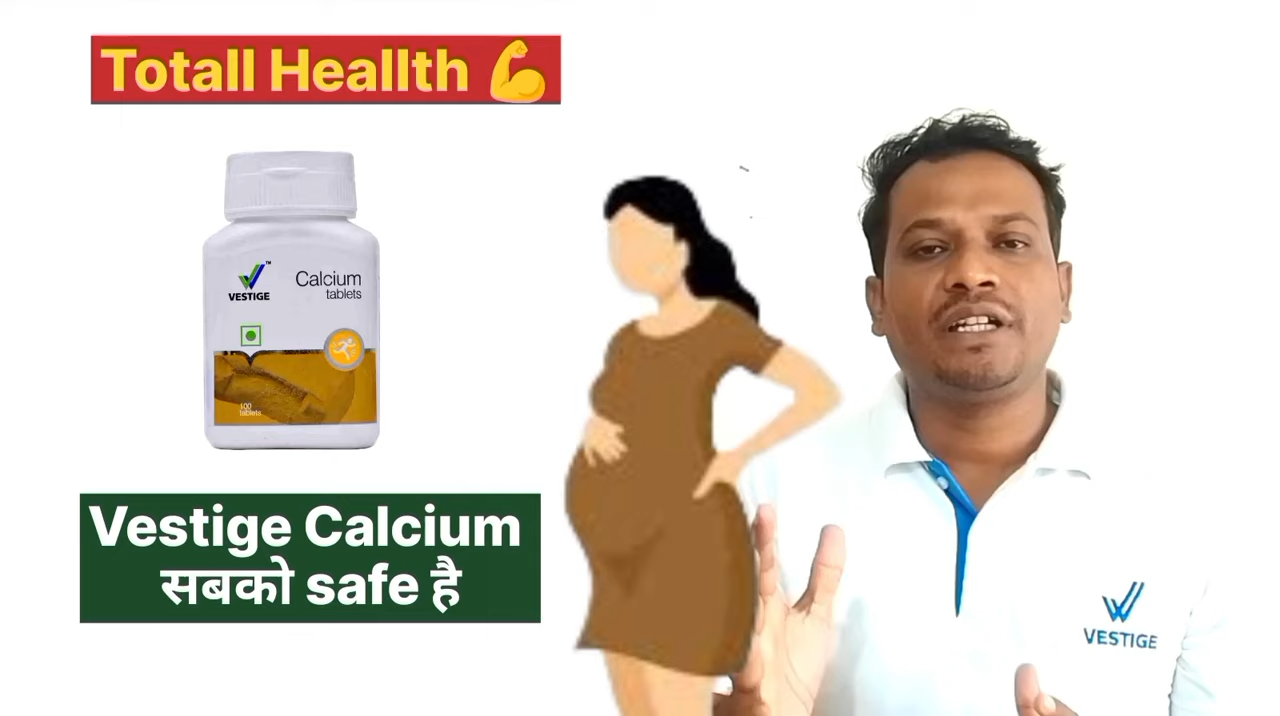 Totall Heallth 💪
VESTIGE
Calcium
tablets
100
tablets
Vestige Calcium
सबको safe है
VESTIGE